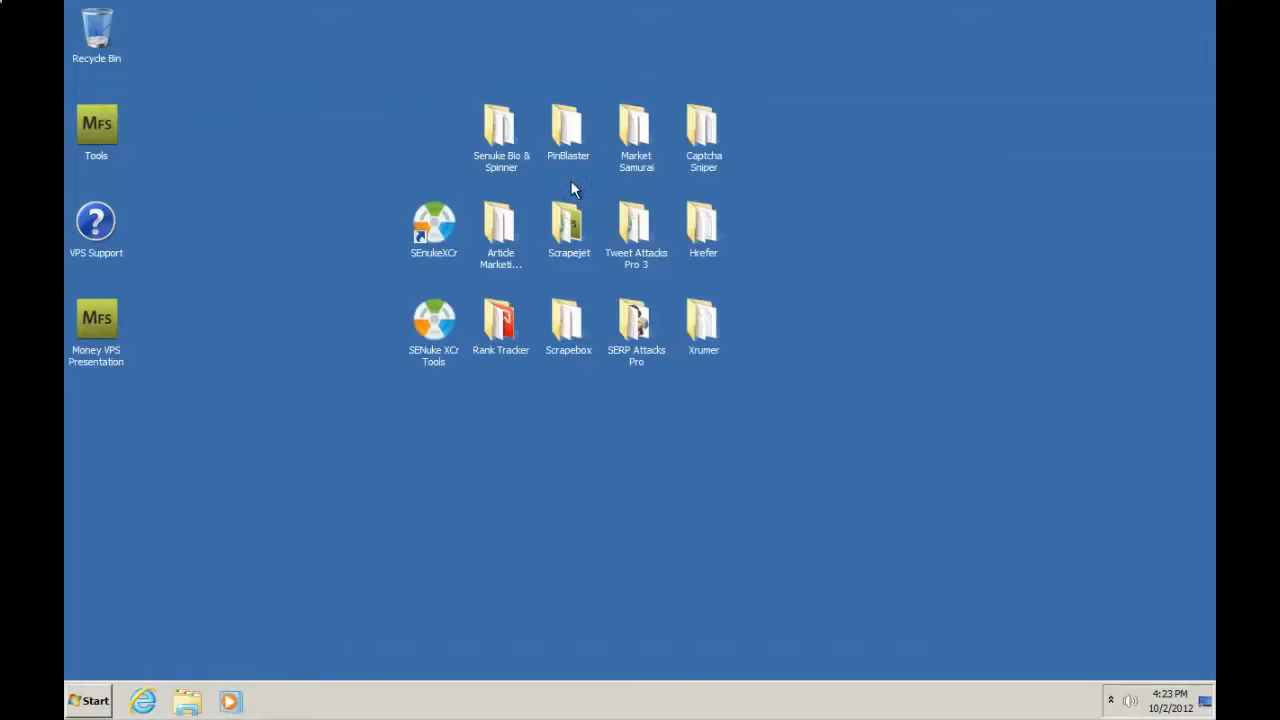 Recycle Bin
MFS
Tools
VPS Support
MFS
Money VPS
Presentation
Senuke Bio &
Spinner
PinBlaster
Market
Samurai
Captcha
Sniper
SEnukeXCr
Article
Marketi...
Scrapejet
Tweet Attacks
Pro 3
Hrefer
SENuke XCr
Tools
Rank Tracker
Scrapebox
SERP Attacks
Pro
Xrumer
Start
4:23 PM
10/2/2012